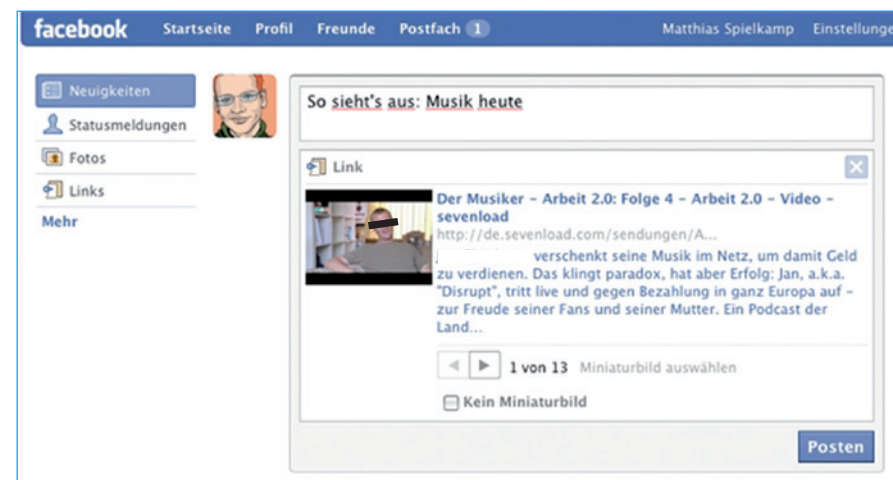 facebook Startseite Profil Freunde Postfach 1 Matthias Spielkamp Einstellunge
Neuigkeiten
Statusmeldungen
Fotos
Links
Mehr
So sieht's aus: Musik heute
Link
Der Musiker – Arbeit 2.0: Folge 4 – Arbeit 2.0 – Video –
sevenload
http://de.sevenload.com/sendungen/A...
verschenkt seine Musik im Netz, um damit Geld
zu verdienen. Das klingt paradox, hat aber Erfolg: Jan, a.k.a.
"Disrupt", tritt live und gegen Bezahlung in ganz Europa auf –
zur Freude seiner Fans und seiner Mutter. Ein Podcast der
Land...
1 von 13 Miniaturbild auswählen
Kein Miniaturbild
Posten